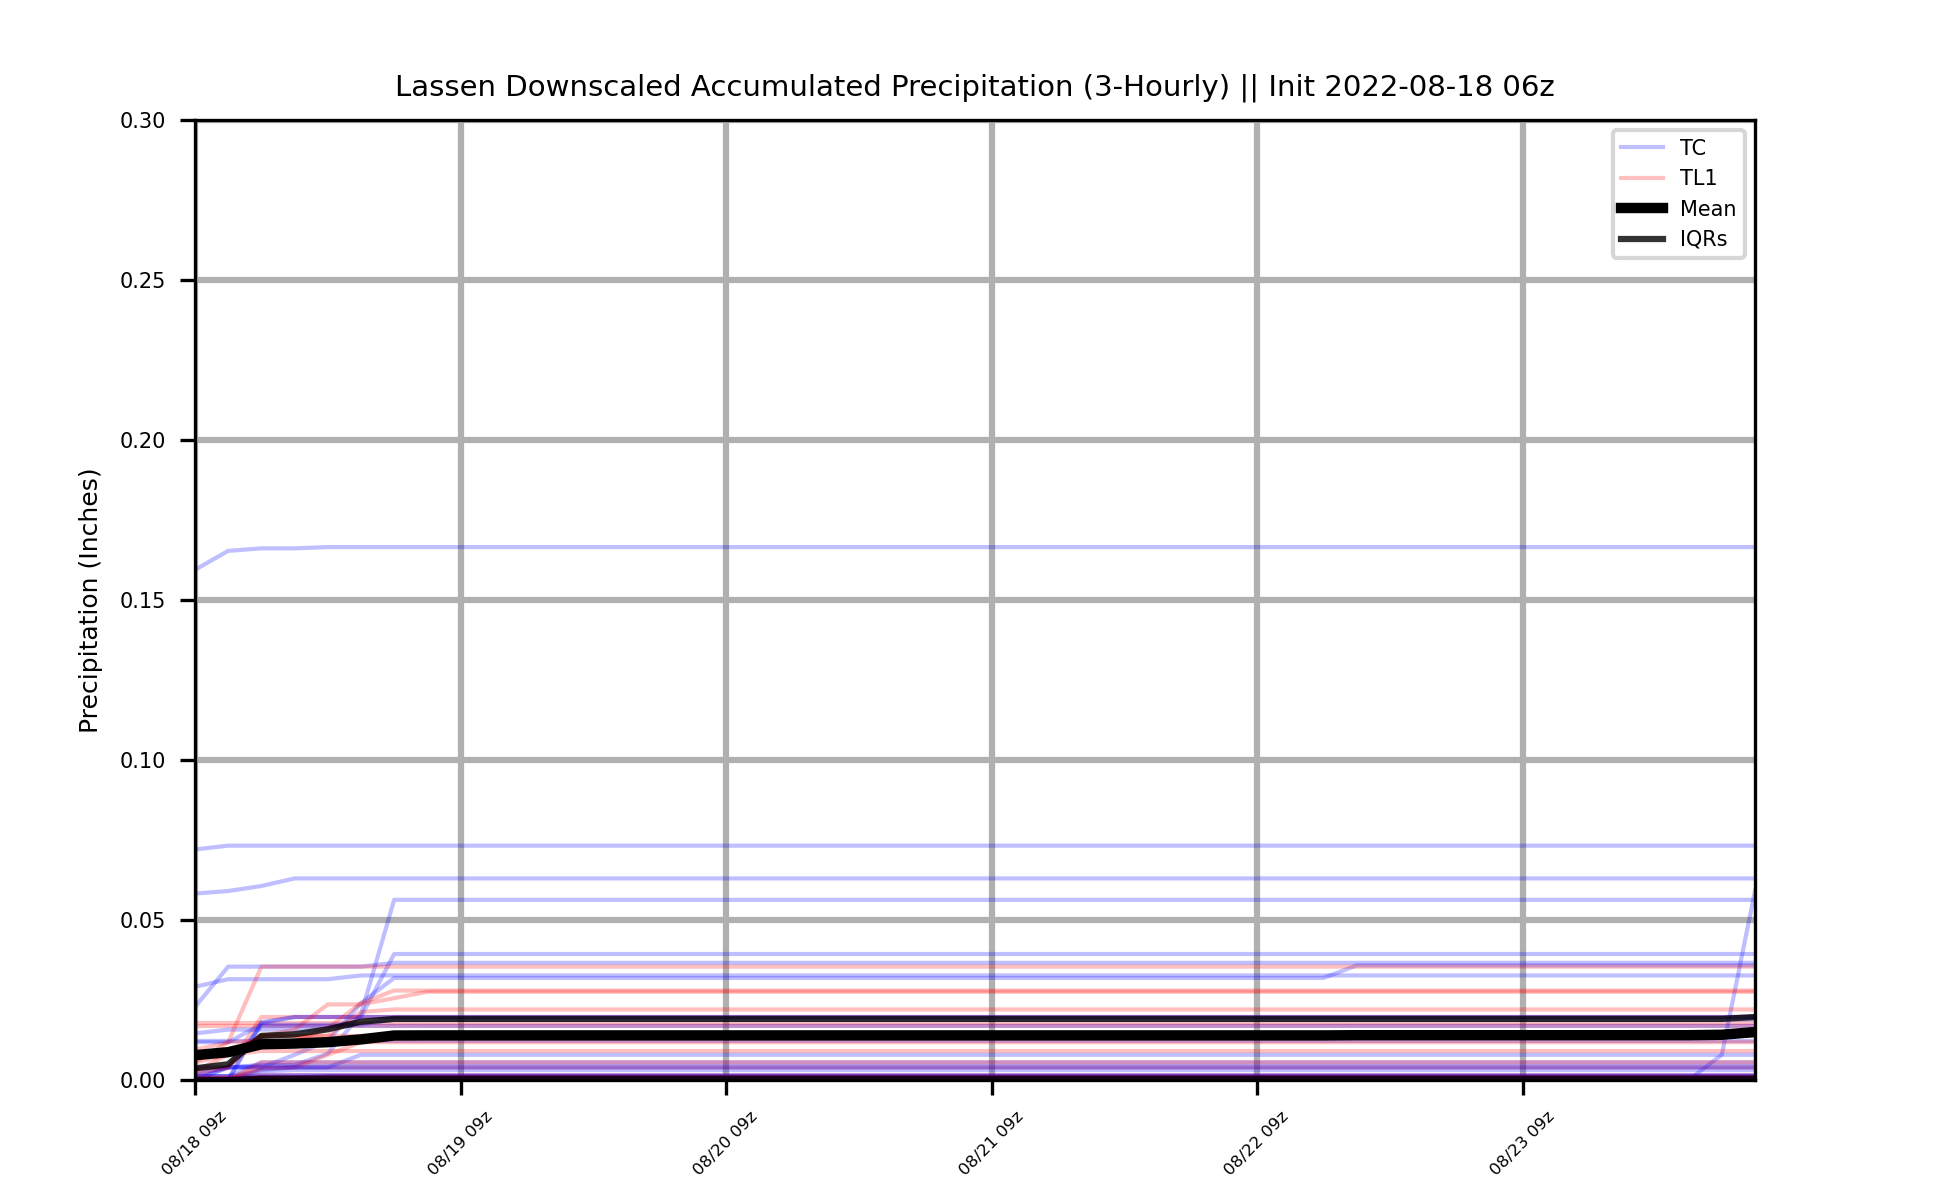 Lassen Downscaled Accumulated Precipitation (3-Hourly) || Init 2022-08-18 06z
TC
TL1
Mean
IQRs
Precipitation (Inches)
0.30
0.25
0.20
0.15
0.10
0.05
0.00
08/18 09z
08/19 09z
08/20 09z
08/21 09z
08/22 09z
08/23 09z